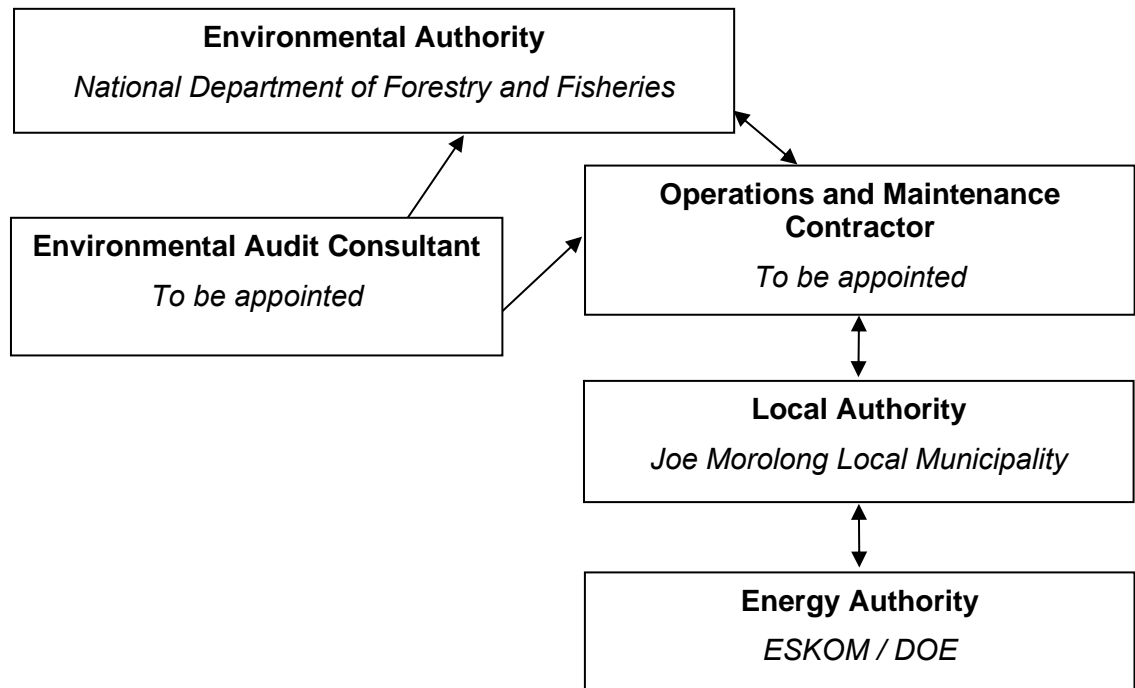 Environmental Authority
National Department of Forestry and Fisheries
Operations and Maintenance
Contractor
To be appointed
Environmental Audit Consultant
To be appointed
Local Authority
Joe Morolong Local Municipality
Energy Authority
ESKOM / DOE